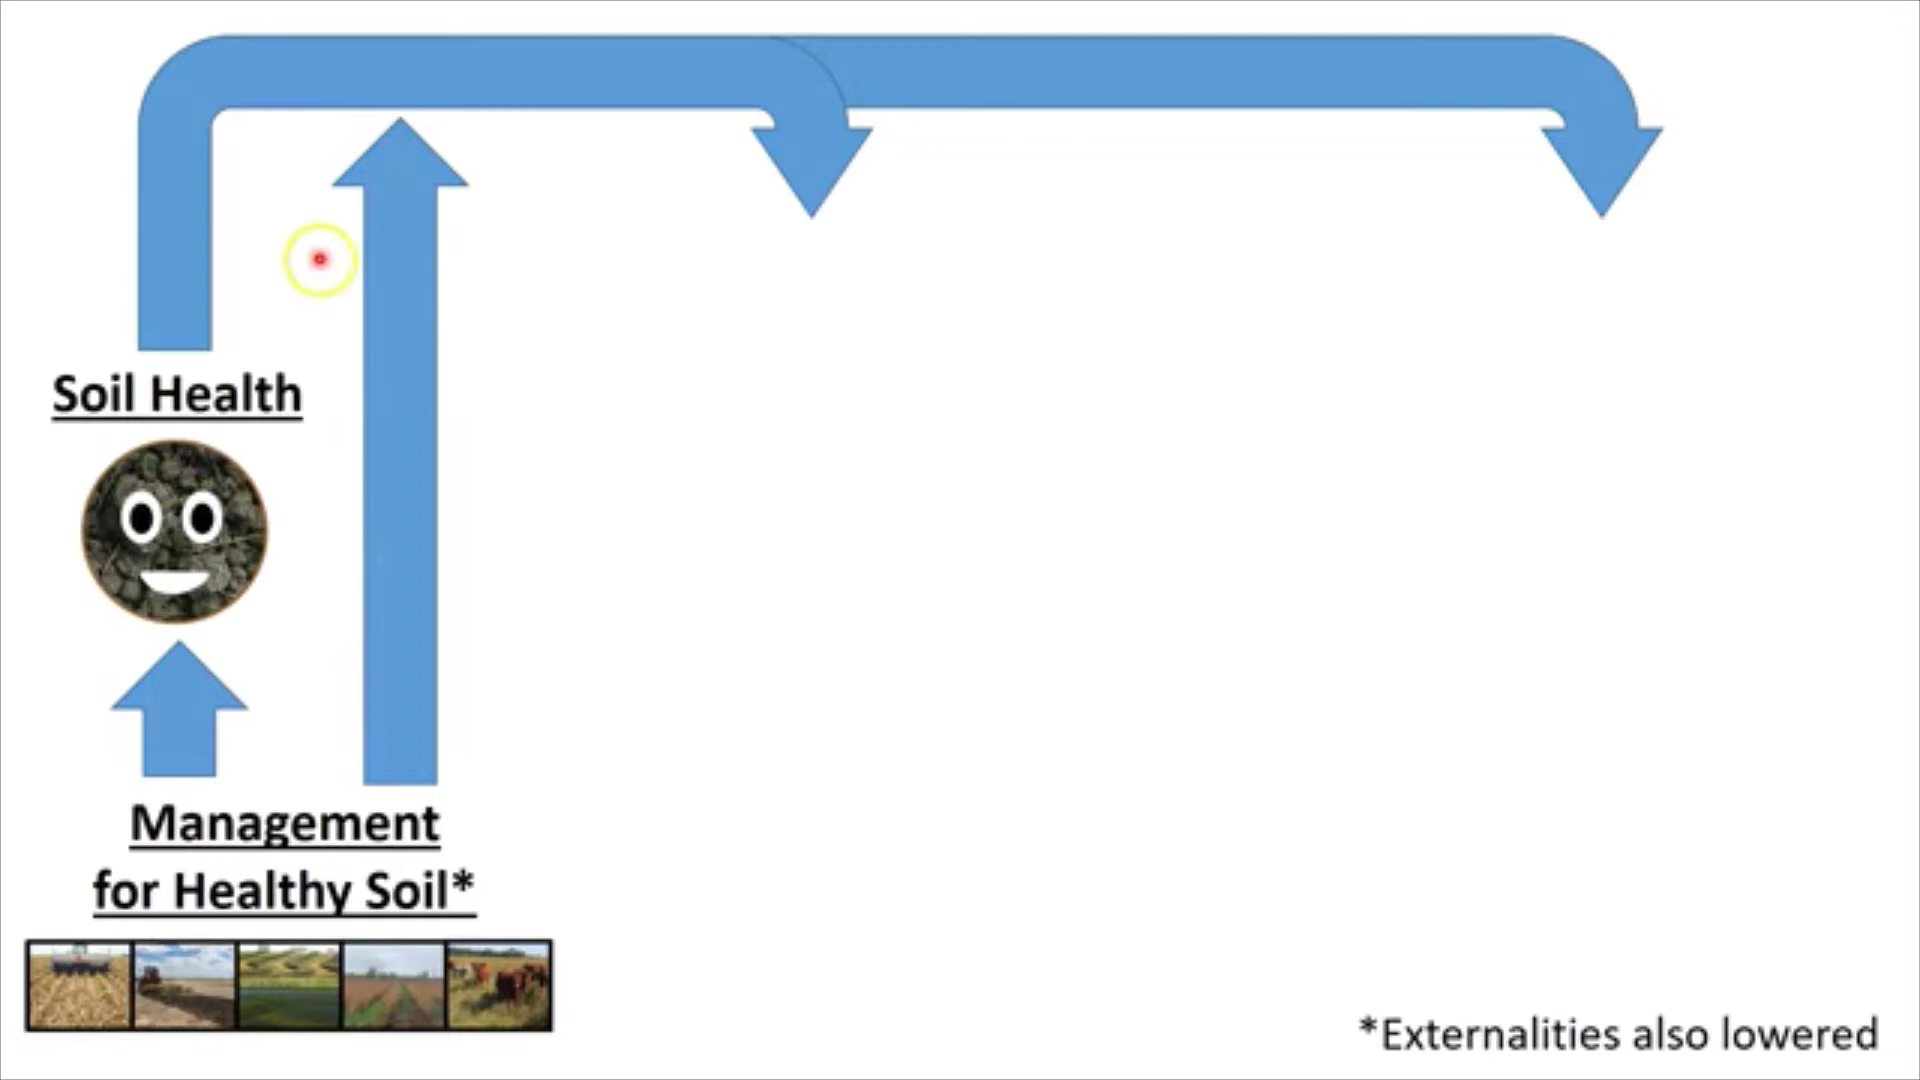 Soil Health
Management
for Healthy Soil*
*Externalities also lowered